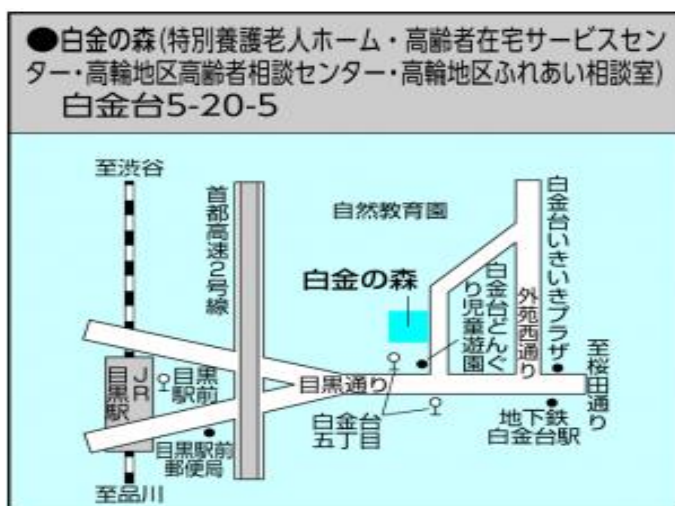 ●白金の森(特別養護老人ホーム・高齢者在宅サービスセン
ター・高輪地区高齢者相談センター・高輪地区ふれあい相談室)
白金台5-20-5
至渋谷
首都高速2号線
自然教育園
白金台いきいきプラザ
白金の森
白金台どんぐ
り児童遊園
外苑西通り
至桜田通り
JR
目黒駅
目黒
駅前
目黒通り
白金台
五丁目
地下鉄
白金台駅
目黒駅前
郵便局
至品川